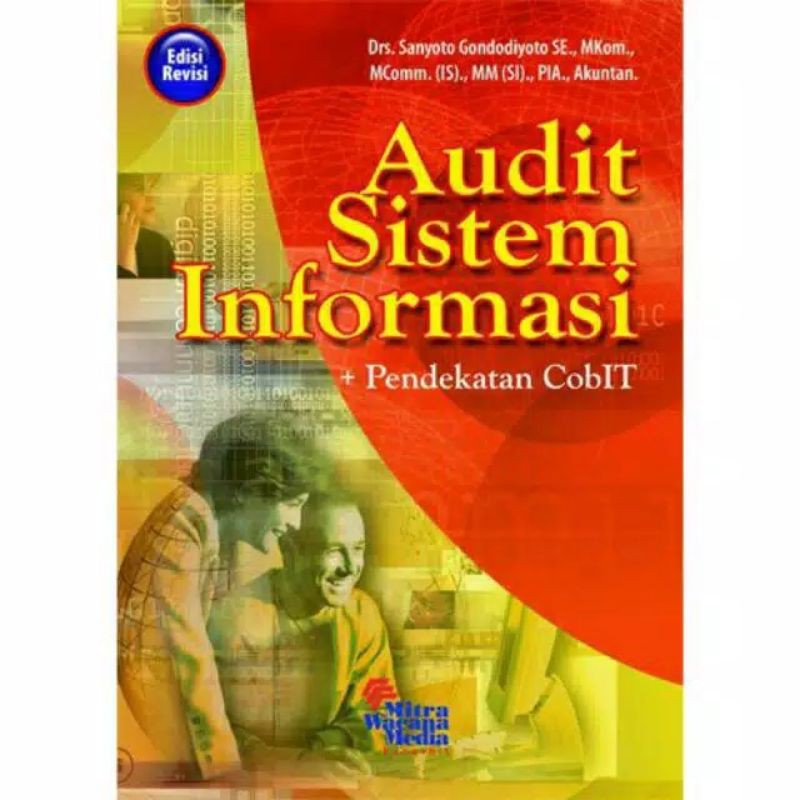 Edisi
Revisi
Drs. Sanyoto Gondodiyoto SE., MKom.,
MComm. (IS)., MM (SI)., PIA., Akuntan.
Audit
Sistem
Informasi
+ Pendekatan CobIT
Mitra
Wacana
Media